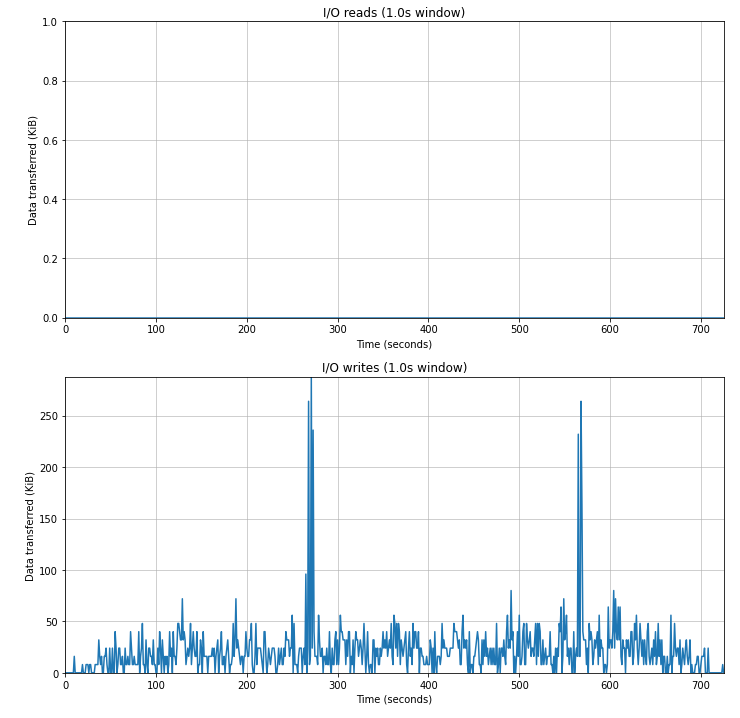 I/O reads (1.0s window)
1.0
0.8
0.6
0.4
0.2
0.0
Data transferred (KiB)
0 100 200 300 400 500 600 700
Time (seconds)
I/O writes (1.0s window)
250
200
150
100
50
0
Data transferred (KiB)
0 100 200 300 400 500 600 700
Time (seconds)